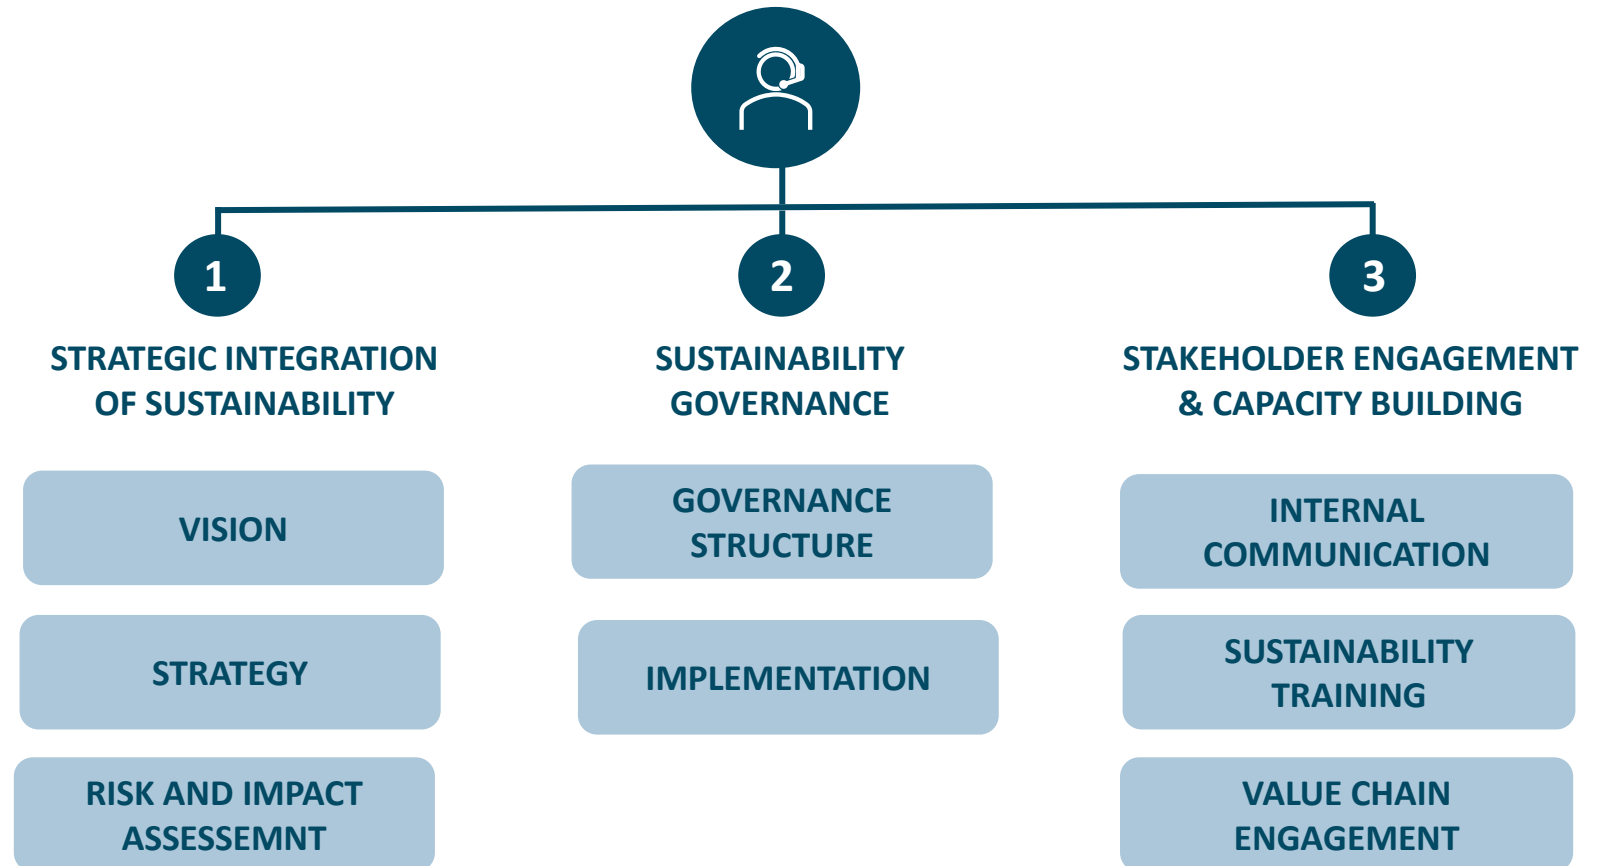 1
STRATEGIC INTEGRATION
OF SUSTAINABILITY
VISION
STRATEGY
RISK AND IMPACT
ASSESSEMNT
2
SUSTAINABILITY
GOVERNANCE
GOVERNANCE
STRUCTURE
IMPLEMENTATION
3
STAKEHOLDER ENGAGEMENT
& CAPACITY BUILDING
INTERNAL
COMMUNICATION
SUSTAINABILITY
TRAINING
VALUE CHAIN
ENGAGEMENT